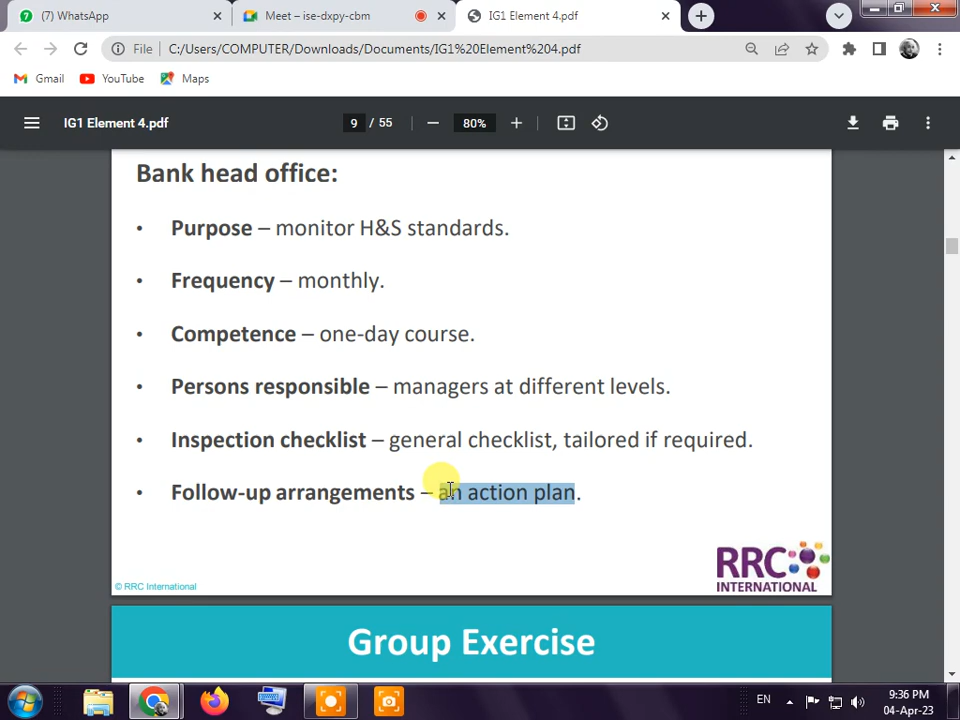 (7) WhatsApp
Meet – ise-dxpy-cbm
IG1 Element 4.pdf
File
C:/Users/COMPUTER/Downloads/Documents/IG1%20Element%204.pdf
Gmail
YouTube
Maps
IG1 Element 4.pdf
9 / 55
80%
Bank head office:
• Purpose – monitor H&S standards.
• Frequency – monthly.
• Competence – one-day course.
• Persons responsible – managers at different levels.
• Inspection checklist – general checklist, tailored if required.
• Follow-up arrangements – an action plan.
© RRC International
RRC
INTERNATIONAL
Group Exercise
EN
9:36 PM
04-Apr-23